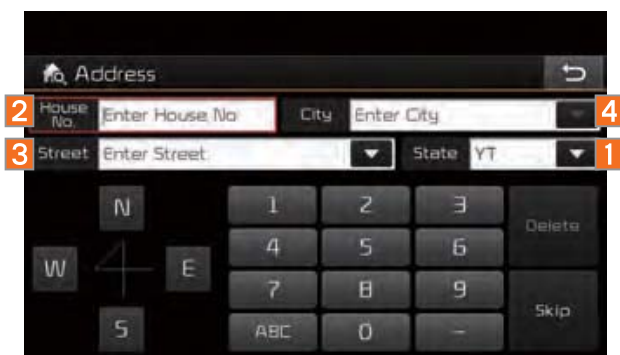 Address
2 House No. Enter House No City Enter City 4
3 Street Enter Street State YT 1
N 1 2 3 Delete
W E 4 5 6
7 8 9
S ABC 0 - Skip